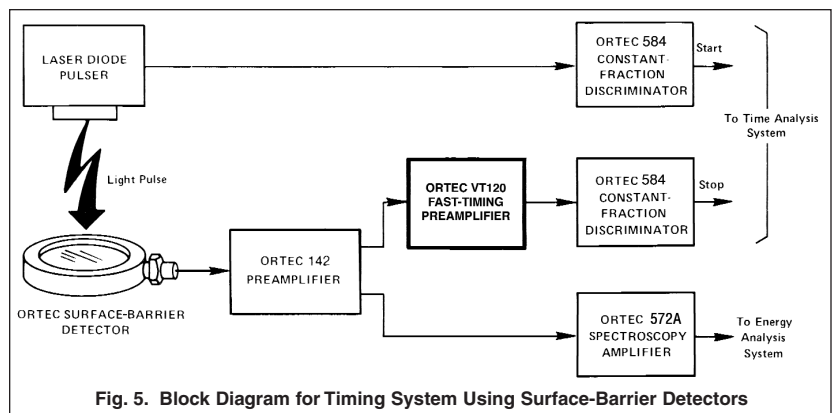 LASER DIODE
PULSER
ORTEC 584
CONSTANT-
FRACTION
DISCRIMINATOR
Start
To Time Analysis
System
Light Pulse
ORTEC VT120
FAST-TIMING
PREAMPLIFIER
ORTEC 584
CONSTANT-
FRACTION
DISCRIMINATOR
Stop
ORTEC 142
PREAMPLIFIER
ORTEC SURFACE-BARRIER
DETECTOR
ORTEC 572A
SPECTROSCOPY
AMPLIFIER
To Energy
Analysis
System
Fig. 5. Block Diagram for Timing System Using Surface-Barrier Detectors